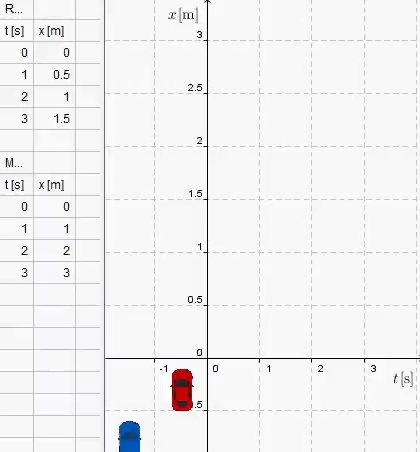 R...
t [s] x [m]
0 0
1 0.5
2 1
3 1.5
M...
t [s] x [m]
0 0
1 1
2 2
3 3
x [m]
3
2.5
2
1.5
1
0.5
0
-1 0 1 2 3
t [s]
.5